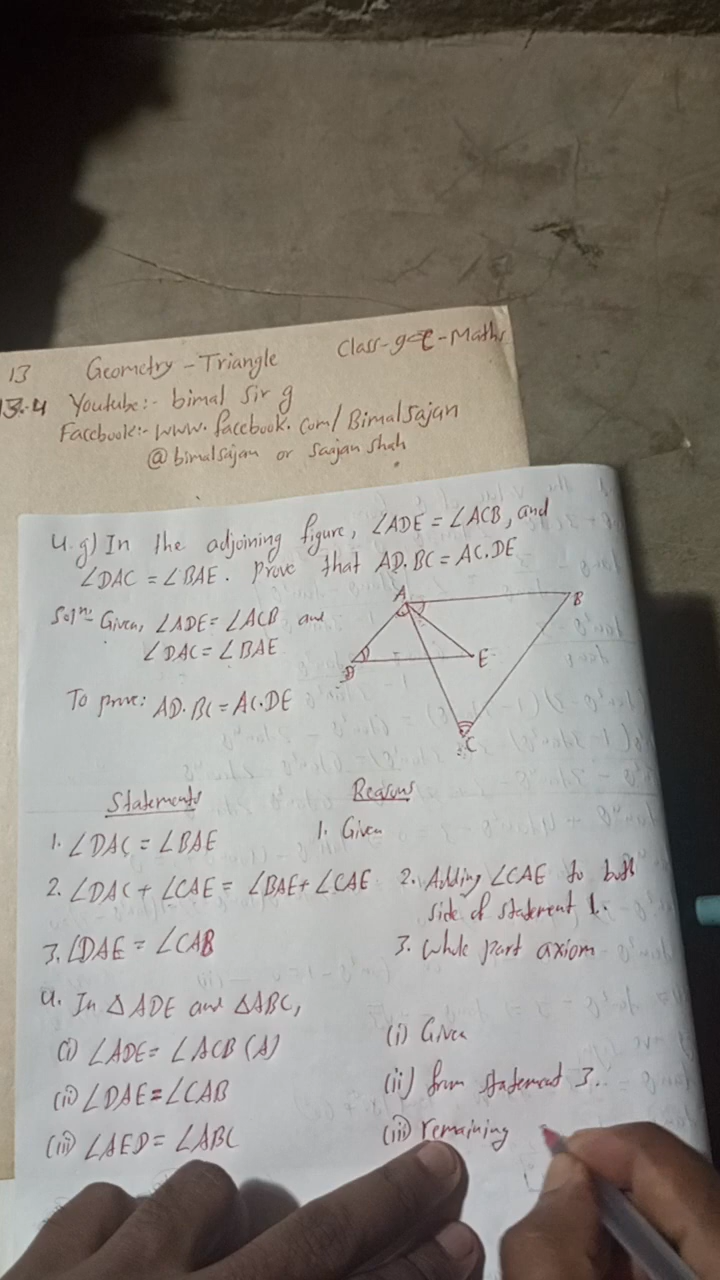 13 Geometry - Triangle Class-9 - Maths
13.4 Youtube:- bimal sir g
Facebook:- www.facebook.com/Bimalsajan
@bimalsajan or Saajan Shah
4.g) In the adjoining figure, ∠ADE = ∠ACB, and
∠DAC = ∠BAE. Prove that AD.BC = AC.DE
Solⁿ:- Given, ∠ADE = ∠ACB and
∠DAC = ∠BAE
To prove: AD.BC = AC.DE
A
B
D
E
C
Statements Reasons
1. ∠DAC = ∠BAE 1. Given
2. ∠DAC + ∠CAE = ∠BAE + ∠CAE 2. Adding ∠CAE to both
side of statement 1.
3. ∠DAE = ∠CAB 3. Whole part axiom
4. In ∆ADE and ∆ABC,
(i) ∠ADE = ∠ACB (A) (i) Given
(ii) ∠DAE = ∠CAB (ii) from statement 3.
(iii) ∠AED = ∠ABC (iii) remaining